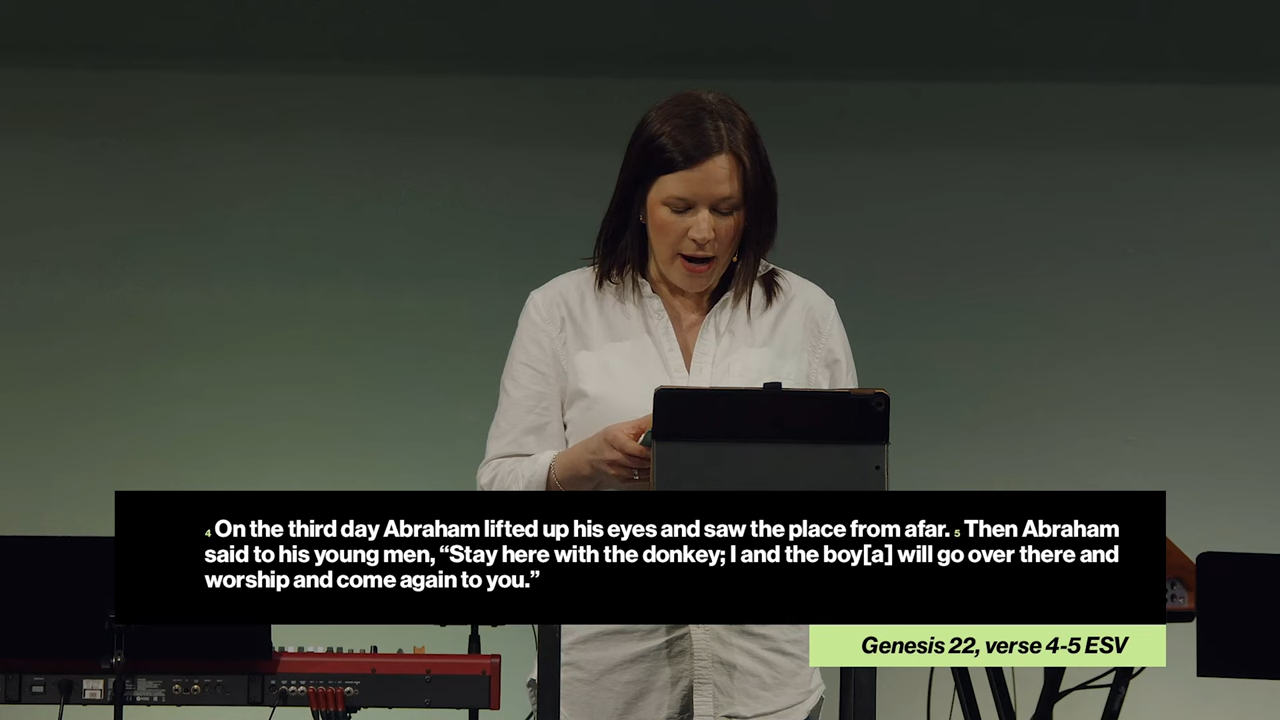 4 On the third day Abraham lifted up his eyes and saw the place from afar. 5 Then Abraham
said to his young men, “Stay here with the donkey; I and the boy[a] will go over there and
worship and come again to you.”
Genesis 22, verse 4-5 ESV